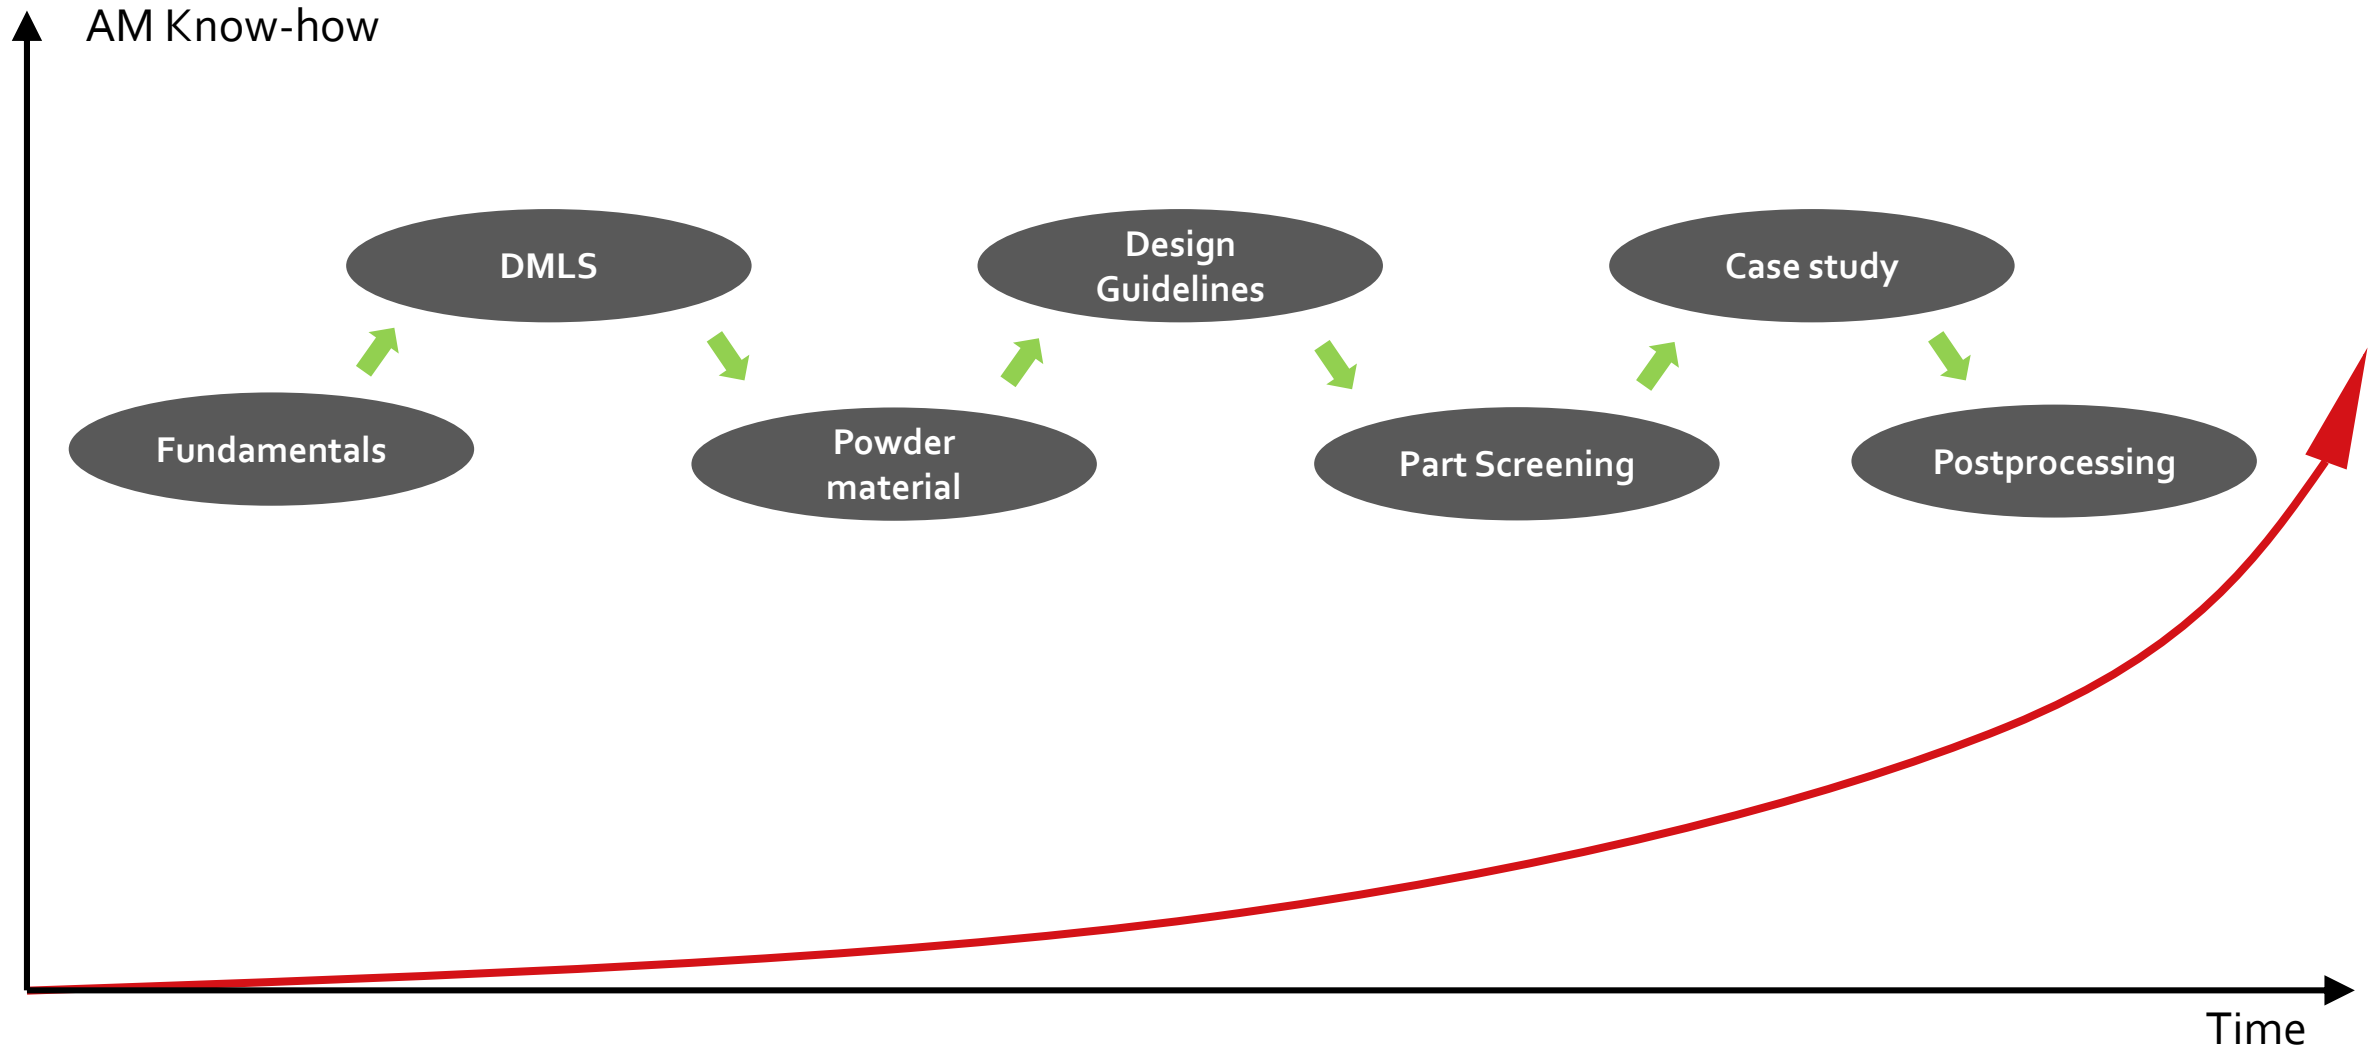 AM Know-how
DMLS
Design
Guidelines
Case study
Fundamentals
Powder
material
Part Screening
Postprocessing
Time